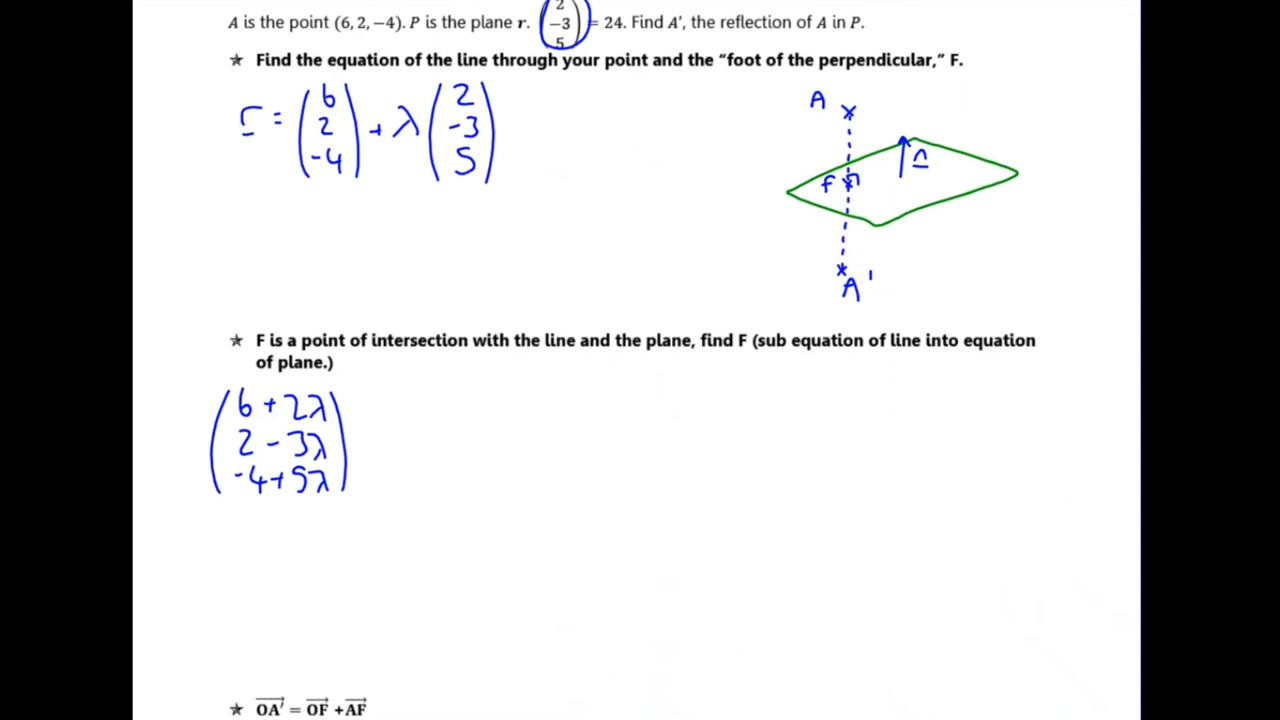 A is the point (6, 2, −4). P is the plane r. (2 −3 5) = 24. Find A′, the reflection of A in P.
★ Find the equation of the line through your point and the “foot of the perpendicular,” F.
r = (6 2 -4) + λ (2 -3 5)
A
n
F
A'
★ F is a point of intersection with the line and the plane, find F (sub equation of line into equation
of plane.)
(6 + 2λ
2 - 3λ
-4 + 5λ)
★ OA′ = OF + AF